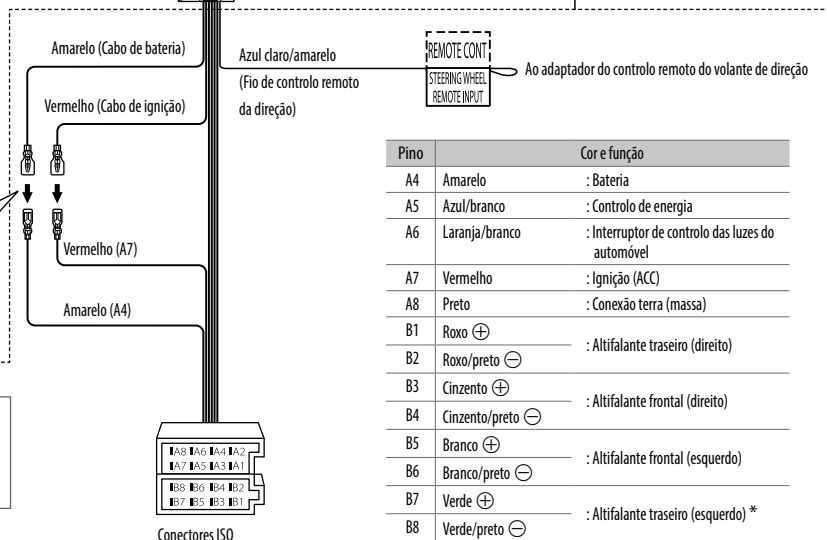 Amarelo (Cabo de bateria)
Vermelho (Cabo de ignição)
Azul claro/amarelo
(Fio de controlo remoto
da direção)
REMOTE CONT
STEERING WHEEL
REMOTE INPUT
Ao adaptador do controlo remoto do volante de direção
Vermelho (A7)
Amarelo (A4)
A8 A6 A4 A2
A7 A5 A3 A1
B8 B6 B4 B2
B7 B5 B3 B1
Conectores ISO
Pino Cor e função
A4 Amarelo : Bateria
A5 Azul/branco : Controlo de energia
A6 Laranja/branco : Interruptor de controlo das luzes do
automóvel
A7 Vermelho : Ignição (ACC)
A8 Preto : Conexão terra (massa)
B1 Roxo ⊕
: Altifalante traseiro (direito)
B2 Roxo/preto ⊖
B3 Cinzento ⊕
: Altifalante frontal (direito)
B4 Cinzento/preto ⊖
B5 Branco ⊕
: Altifalante frontal (esquerdo)
B6 Branco/preto ⊖
B7 Verde ⊕
: Altifalante traseiro (esquerdo) *
B8 Verde/preto ⊖